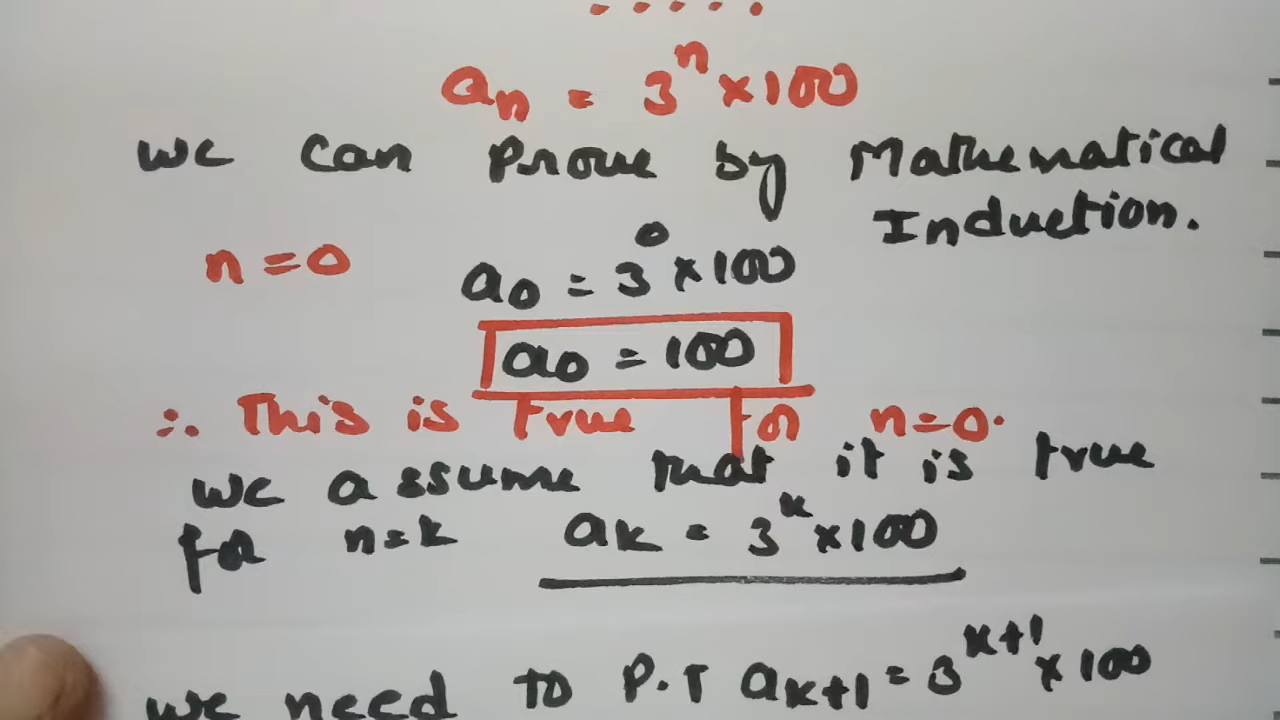 .....
aₙ = 3ⁿ × 100
we can Prove by Mathematical
Induction.
n = 0 a₀ = 3⁰ × 100
a₀ = 100
∴ This is true for n = 0.
we assume that it is true
for n = k aₖ = 3ᵏ × 100
we need to P.T aₖ₊₁ = 3ᵏ⁺¹ × 100